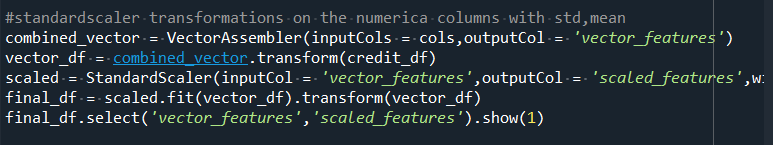 #standardscaler transformations on the numerica columns with std,mean
combined_vector = VectorAssembler(inputCols = cols,outputCol = 'vector_features')
vector_df = combined_vector.transform(credit_df)
scaled = StandardScaler(inputCol = 'vector_features',outputCol = 'scaled_features',wi
final_df = scaled.fit(vector_df).transform(vector_df)
final_df.select('vector_features','scaled_features').show(1)